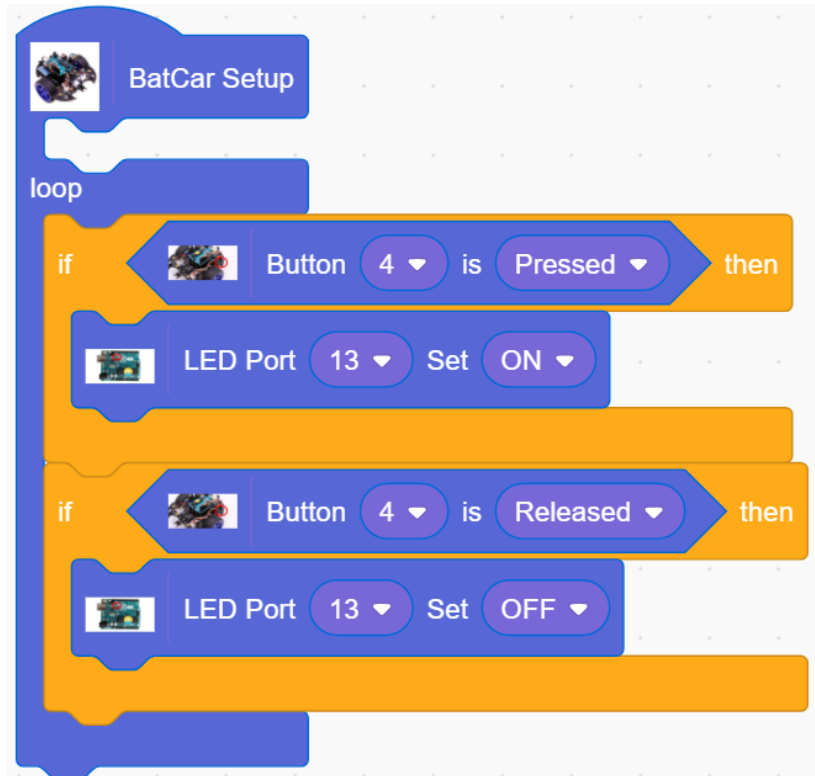 BatCar Setup
loop
if Button 4 is Pressed then
LED Port 13 Set ON
if Button 4 is Released then
LED Port 13 Set OFF